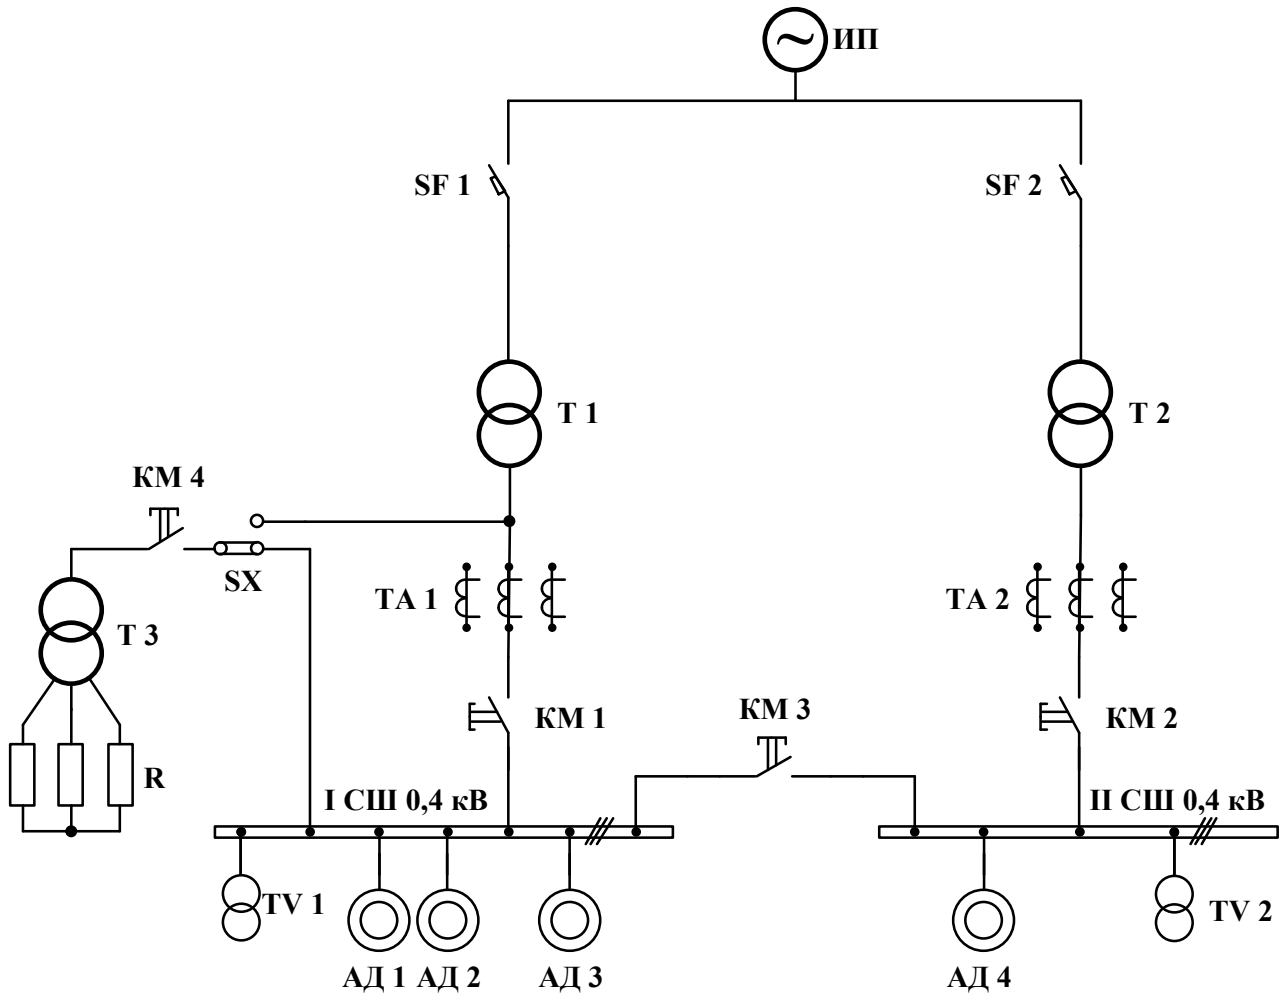 ИП
SF 1
SF 2
Т 1
Т 2
КМ 4
SX
ТА 1
ТА 2
Т 3
КМ 1
КМ 3
КМ 2
R
I СШ 0,4 кВ
II СШ 0,4 кВ
TV 1
TV 2
АД 1
АД 2
АД 3
АД 4